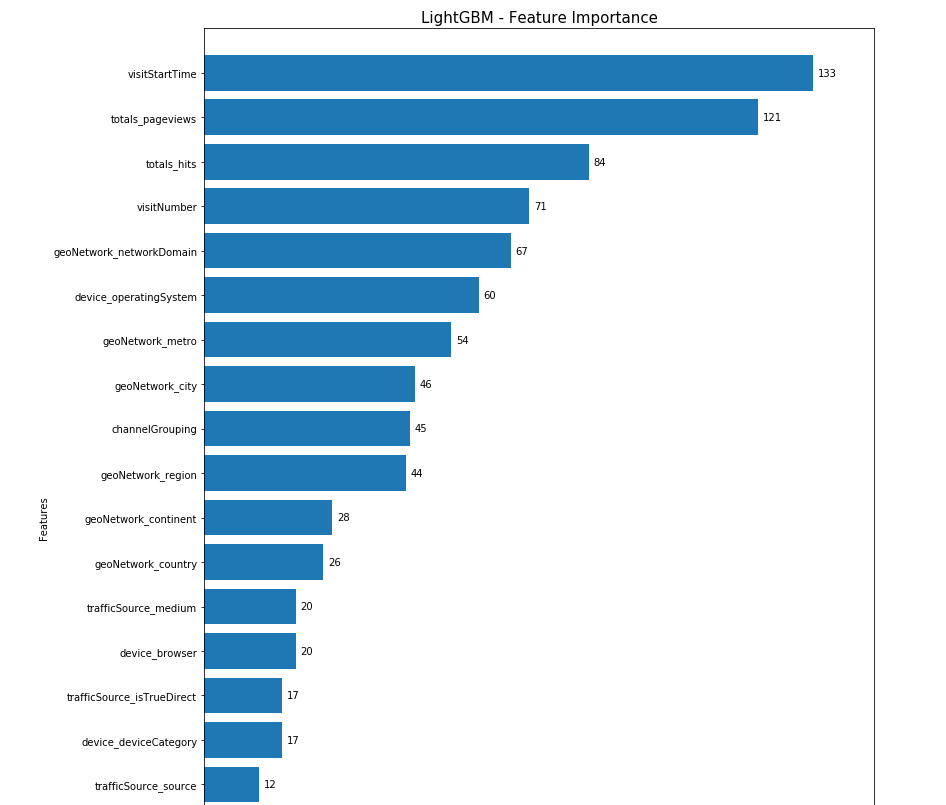 LightGBM - Feature Importance
visitStartTime 133
totals_pageviews 121
totals_hits 84
visitNumber 71
geoNetwork_networkDomain 67
device_operatingSystem 60
geoNetwork_metro 54
geoNetwork_city 46
channelGrouping 45
geoNetwork_region 44
Features
geoNetwork_continent 28
geoNetwork_country 26
trafficSource_medium 20
device_browser 20
trafficSource_isTrueDirect 17
device_deviceCategory 17
trafficSource_source 12